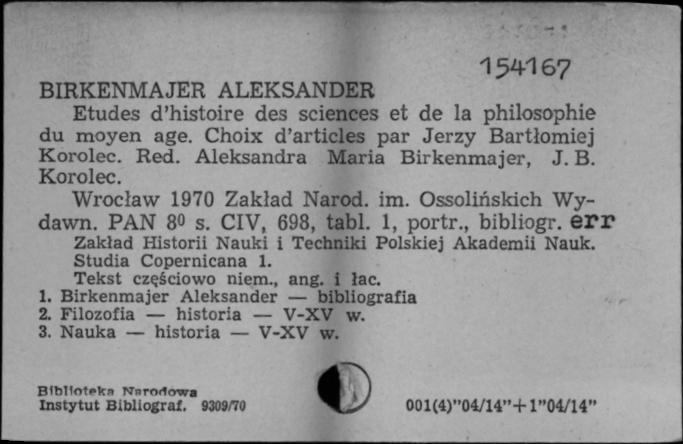 154167
BIRKENMAJER ALEKSANDER
Etudes d'histoire des sciences et de la philosophie
du moyen age. Choix d'articles par Jerzy Bartłomiej
Korolec. Red. Aleksandra Maria Birkenmajer, J. B.
Korolec.
Wrocław 1970 Zakład Narod. im. Ossolińskich Wy-
dawn. PAN 8⁰ s. CIV, 698, tabl. 1, portr., bibliogr. err
Zakład Historii Nauki i Techniki Polskiej Akademii Nauk.
Studia Copernicana 1.
Tekst częściowo niem., ang. i łac.
1. Birkenmajer Aleksander — bibliografia
2. Filozofia — historia — V-XV w.
3. Nauka — historia — V-XV w.
Biblioteka Narodowa
Instytut Bibliograf. 9309/70
001(4)"04/14"+1"04/14"